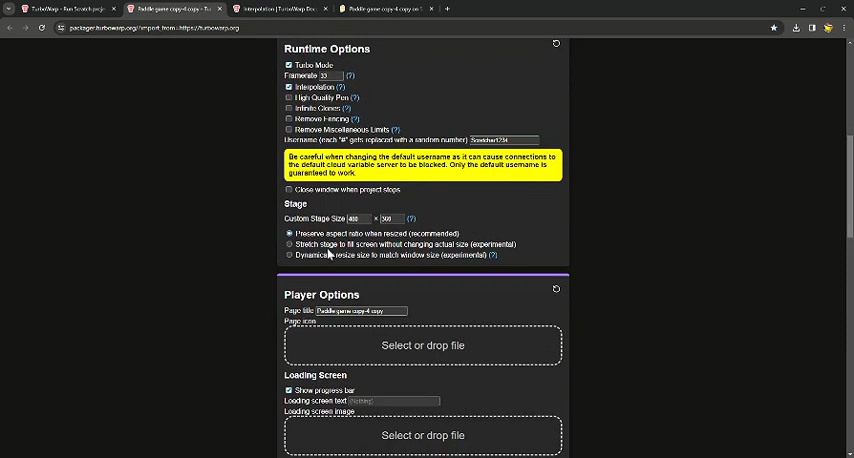 TurboWarp - Run Scratch proje
Paddle game copy-4 copy - Tu
Interpolation | TurboWarp Doc
Paddle game copy-4 copy on S
packager.turbowarp.org/?import_from=https://turbowarp.org
Runtime Options
Turbo Mode
Framerate 33 (?)
Interpolation (?)
High Quality Pen (?)
Infinite Clones (?)
Remove Fencing (?)
Remove Miscellaneous Limits (?)
Username (each "#" gets replaced with a random number) Scratcher1234
Be careful when changing the default username as it can cause connections to
the default cloud variable server to be blocked. Only the default username is
guaranteed to work.
Close window when project stops
Stage
Custom Stage Size 480 × 360 (?)
Preserve aspect ratio when resized (recommended)
Stretch stage to fill screen without changing actual size (experimental)
resize size to match window size (experimental) (?)
Player Options
Page title Paddle game copy-4 copy
Page icon
Select or drop file
Loading Screen
Show progress bar
Loading screen text (Nothing)
Loading screen image
Select or drop file